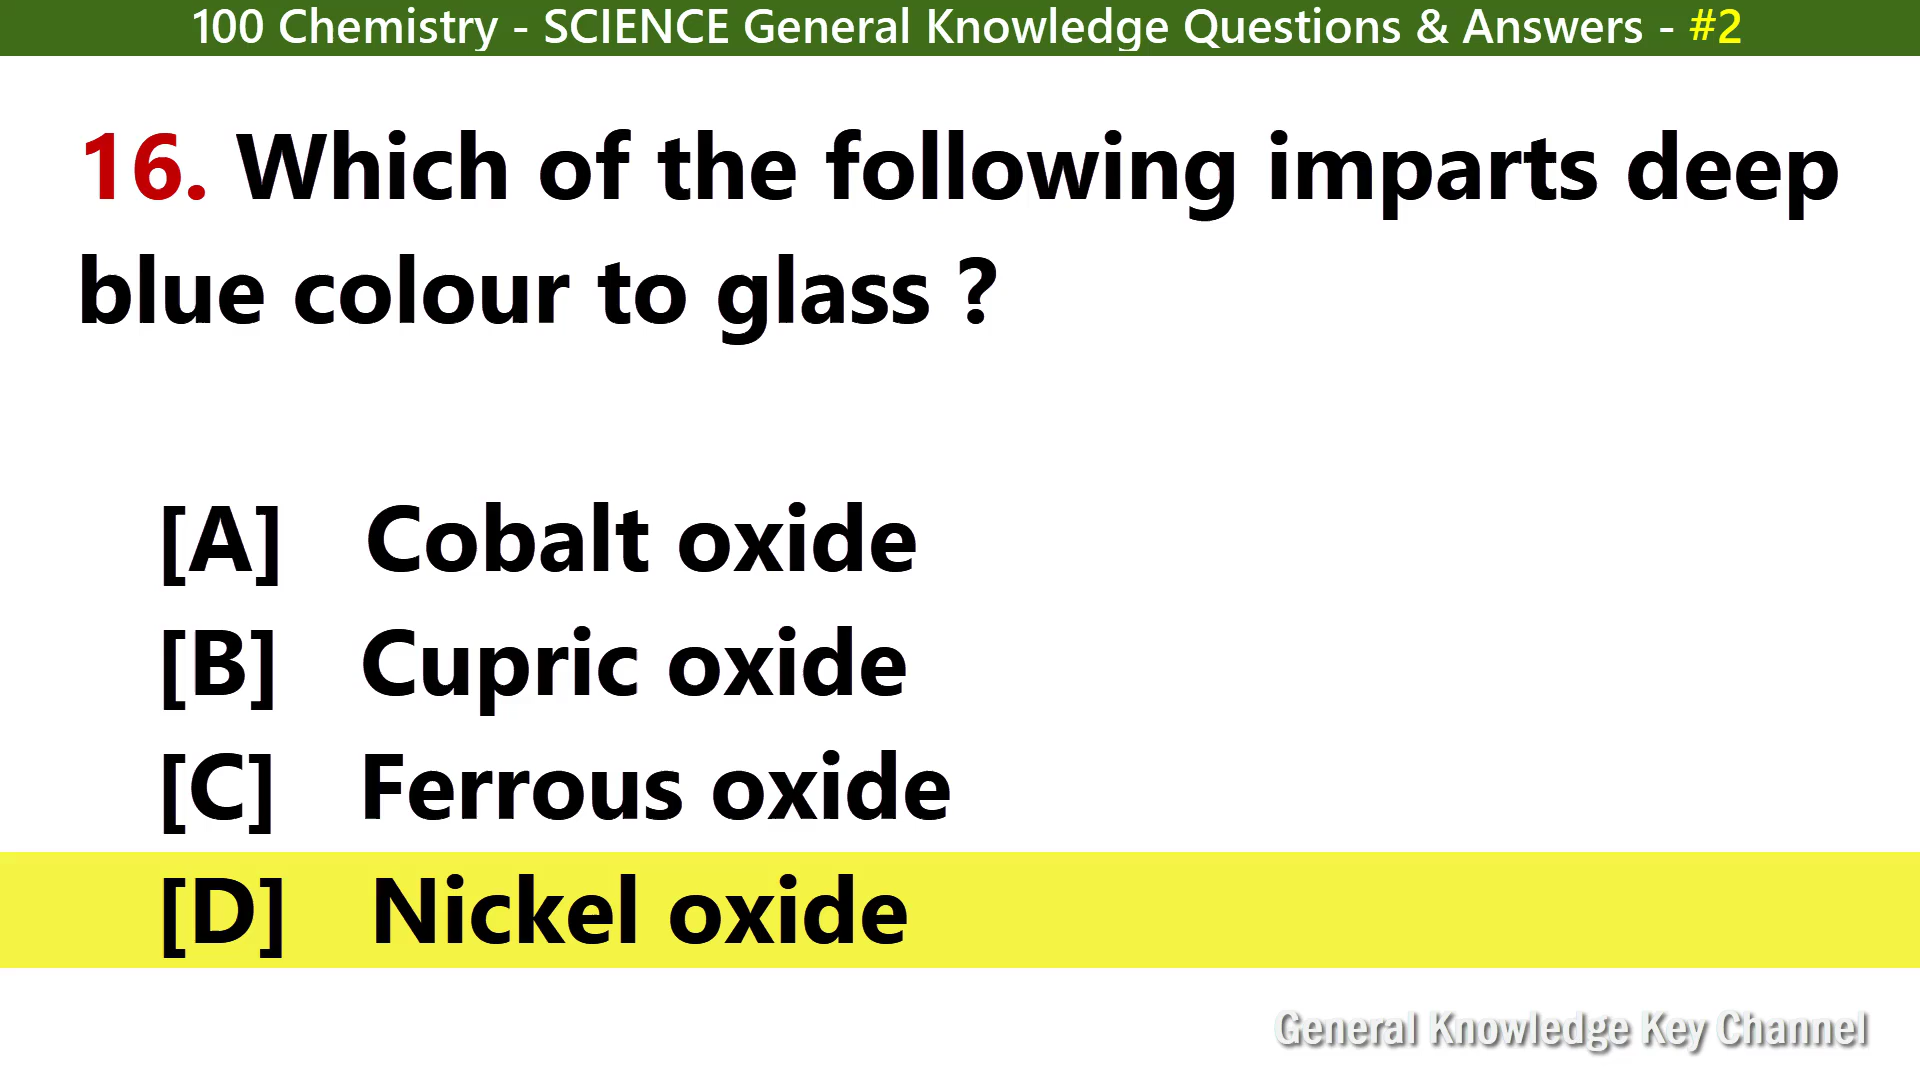 100 Chemistry - SCIENCE General Knowledge Questions & Answers - #2
16. Which of the following imparts deep
blue colour to glass ?
[A] Cobalt oxide
[B] Cupric oxide
[C] Ferrous oxide
[D] Nickel oxide
General Knowledge Key Channel